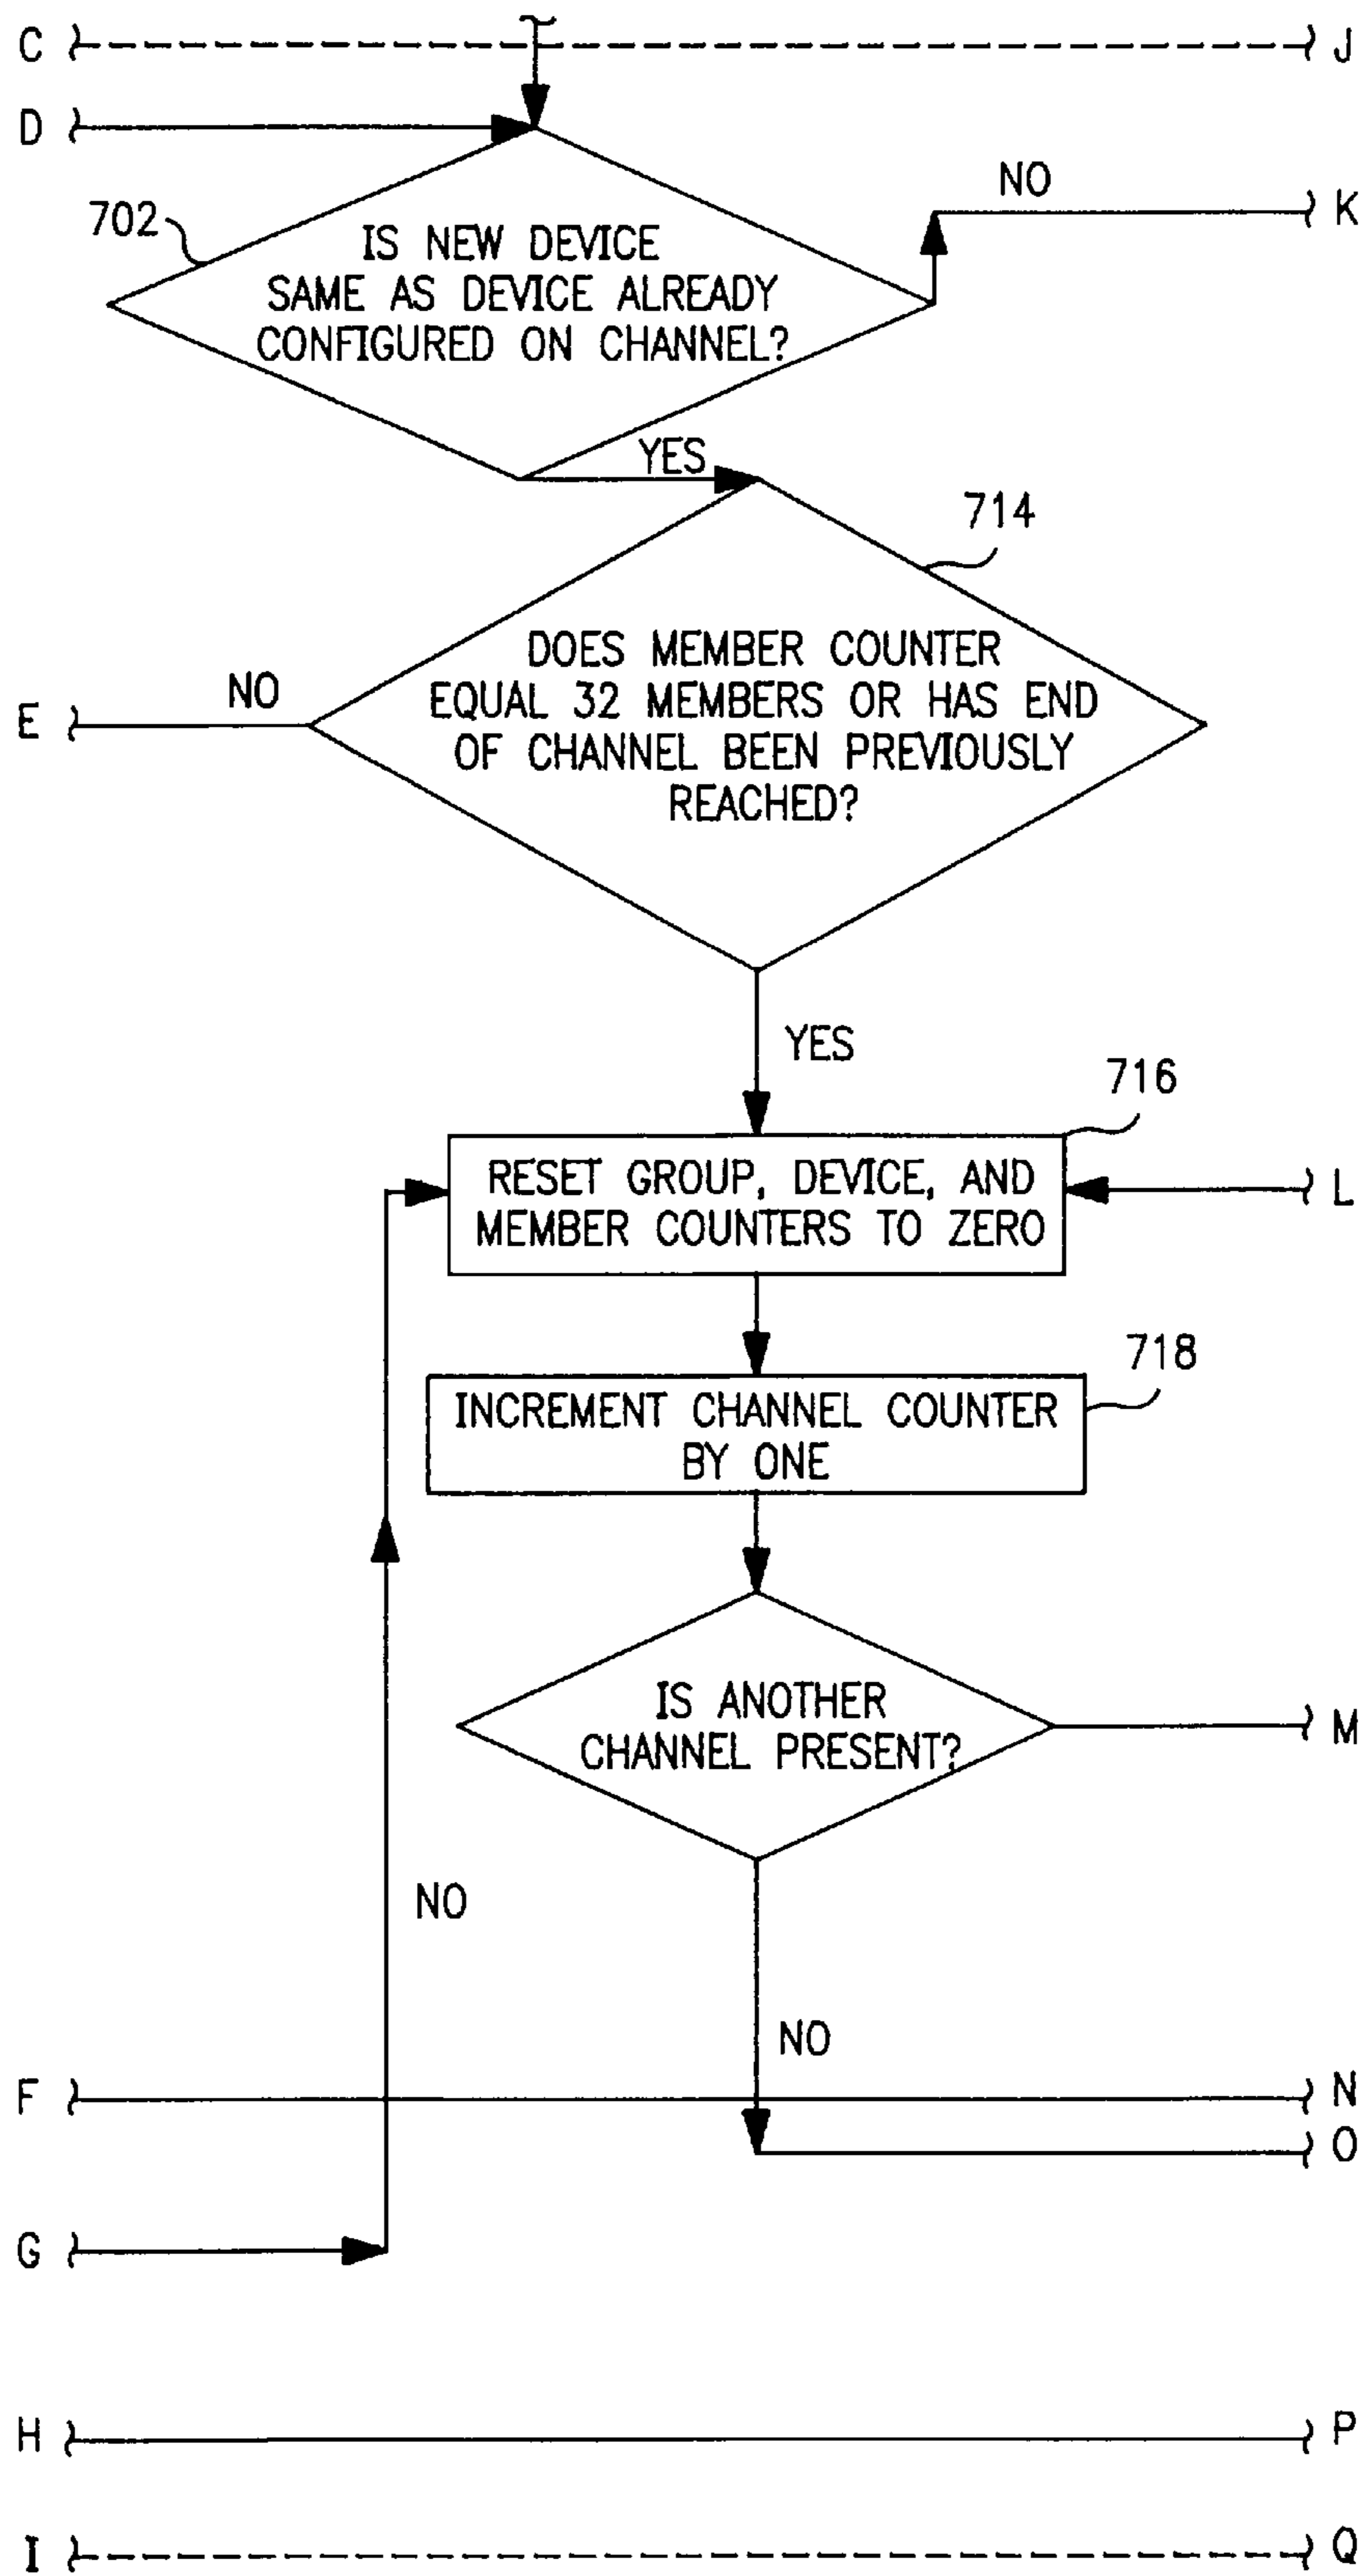 C
J
D
NO
K
702
IS NEW DEVICE
SAME AS DEVICE ALREADY
CONFIGURED ON CHANNEL?
YES
714
DOES MEMBER COUNTER
EQUAL 32 MEMBERS OR HAS END
OF CHANNEL BEEN PREVIOUSLY
REACHED?
NO
E
YES
716
RESET GROUP, DEVICE, AND
MEMBER COUNTERS TO ZERO
L
718
INCREMENT CHANNEL COUNTER
BY ONE
IS ANOTHER
CHANNEL PRESENT?
M
NO
NO
F
N
O
G
H
P
I
Q